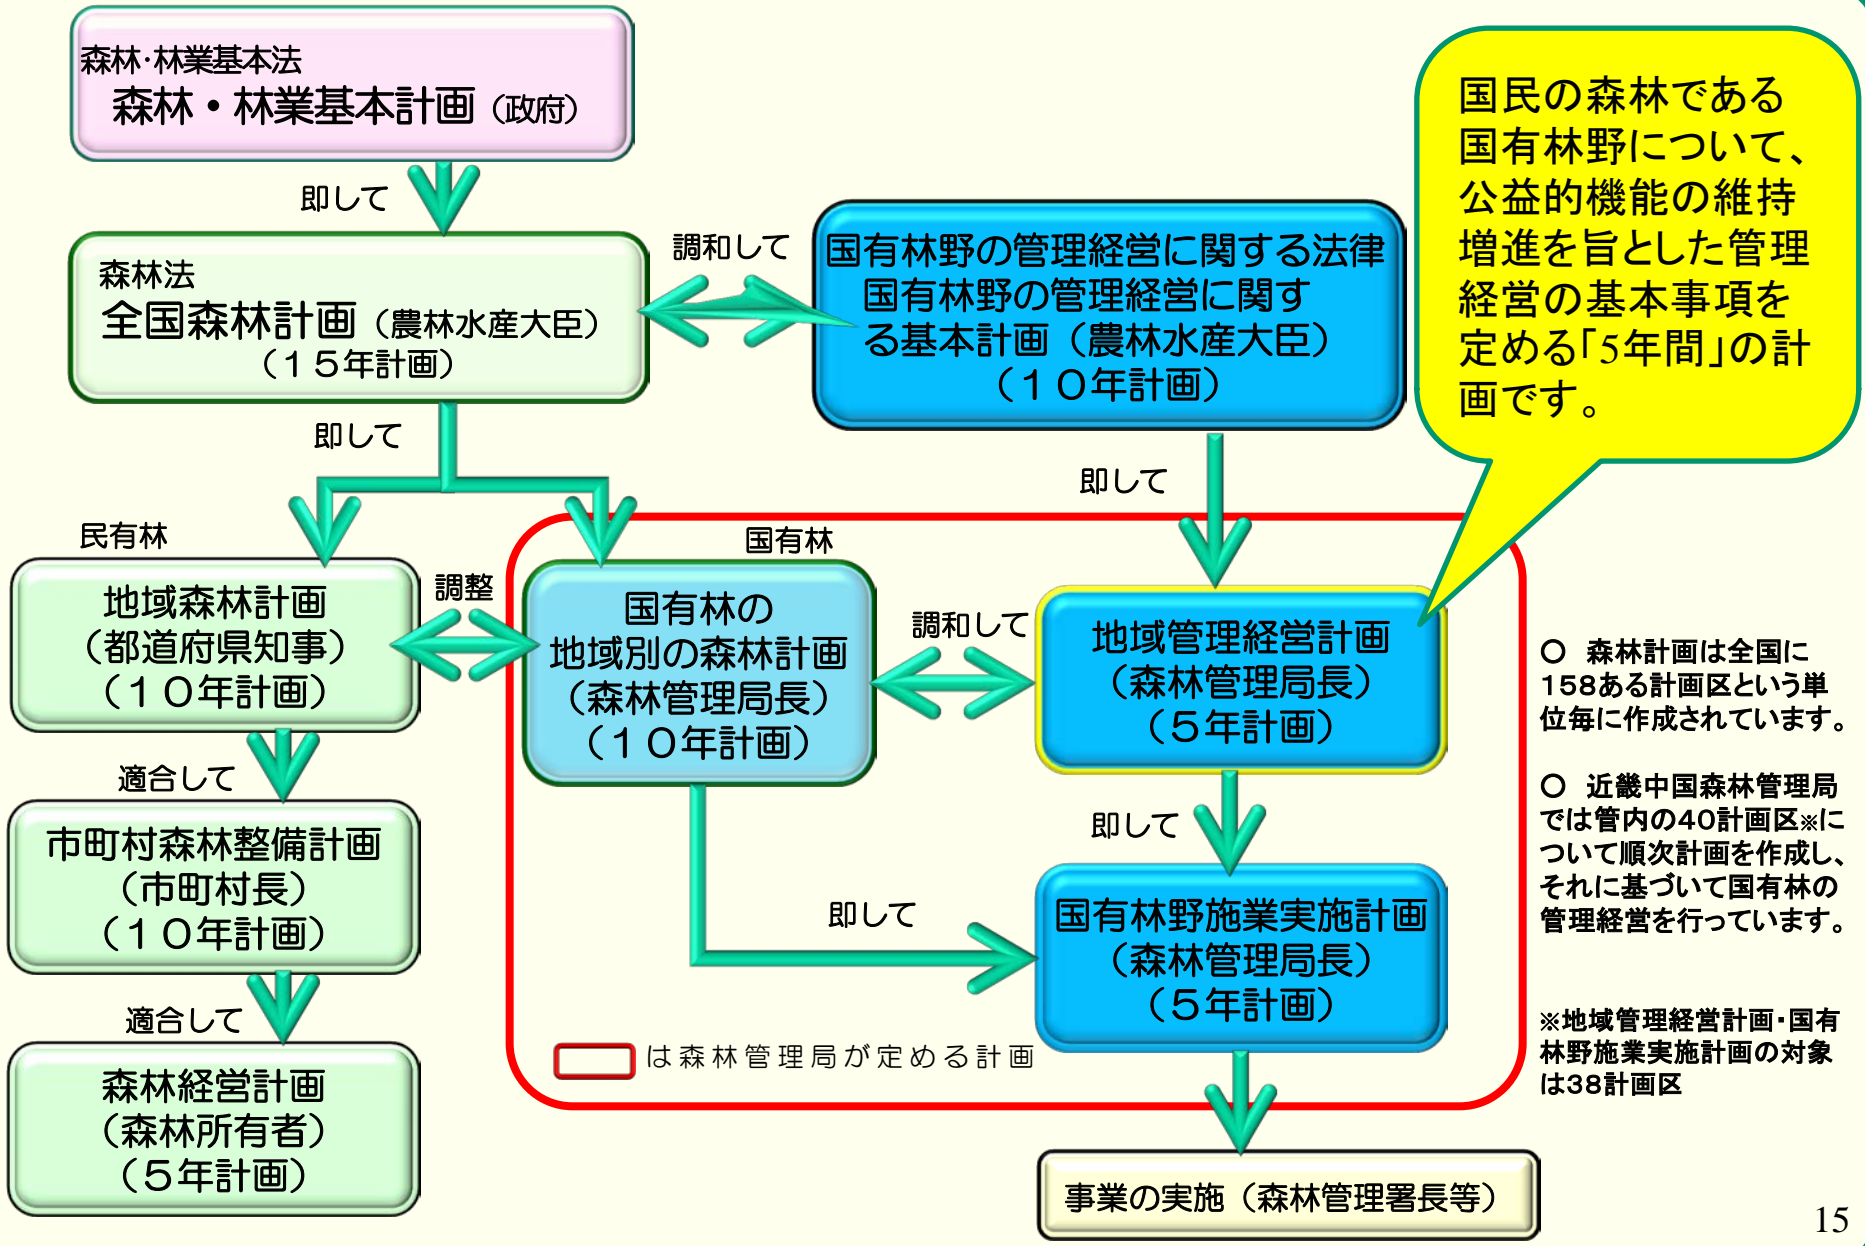 森林・林業基本法
森林・林業基本計画（政府）
即して
森林法
全国森林計画（農林水産大臣）
（１５年計画）
調和して
国有林野の管理経営に関する法律
国有林野の管理経営に関す
る基本計画（農林水産大臣）
（１０年計画）
国民の森林である
国有林野について、
公益的機能の維持
増進を旨とした管理
経営の基本事項を
定める「5年間」の計
画です。
即して
即して
民有林
国有林
地域森林計画
（都道府県知事）
（１０年計画）
調整
国有林の
地域別の森林計画
（森林管理局長）
（１０年計画）
調和して
地域管理経営計画
（森林管理局長）
（５年計画）
適合して
市町村森林整備計画
（市町村長）
（１０年計画）
即して
即して
国有林野施業実施計画
（森林管理局長）
（５年計画）
適合して
森林経営計画
（森林所有者）
（５年計画）
は森林管理局が定める計画
事業の実施（森林管理署長等）
○　森林計画は全国に
158ある計画区という単
位毎に作成されています。
○　近畿中国森林管理局
では管内の40計画区※に
ついて順次計画を作成し、
それに基づいて国有林の
管理経営を行っています。
※地域管理経営計画・国有
林野施業実施計画の対象
は38計画区
15